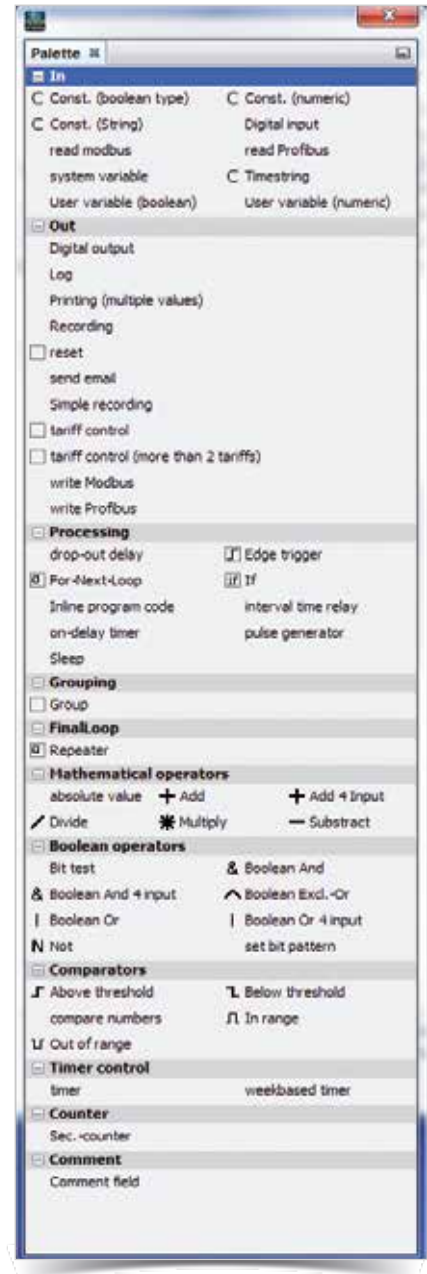 Palette
In
C Const. (boolean type) C Const. (numeric)
C Const. (String) Digital input
read modbus read Profibus
system variable C Timestring
User variable (boolean) User variable (numeric)
Out
Digital output
Log
Printing (multiple values)
Recording
reset
send email
Simple recording
tariff control
tariff control (more than 2 tariffs)
write Modbus
write Profibus
Processing
drop-out delay Edge trigger
For-Next-Loop if If
Inline program code interval time relay
on-delay timer pulse generator
Sleep
Grouping
Group
FinalLoop
Repeater
Mathematical operators
absolute value + Add + Add 4 Input
/ Divide * Multiply - Substract
Boolean operators
Bit test & Boolean And
& Boolean And 4 input Boolean Excl.-Or
| Boolean Or | Boolean Or 4 input
N Not set bit pattern
Comparators
Above threshold Below threshold
compare numbers In range
Out of range
Timer control
timer weekbased timer
Counter
Sec.-counter
Comment
Comment field